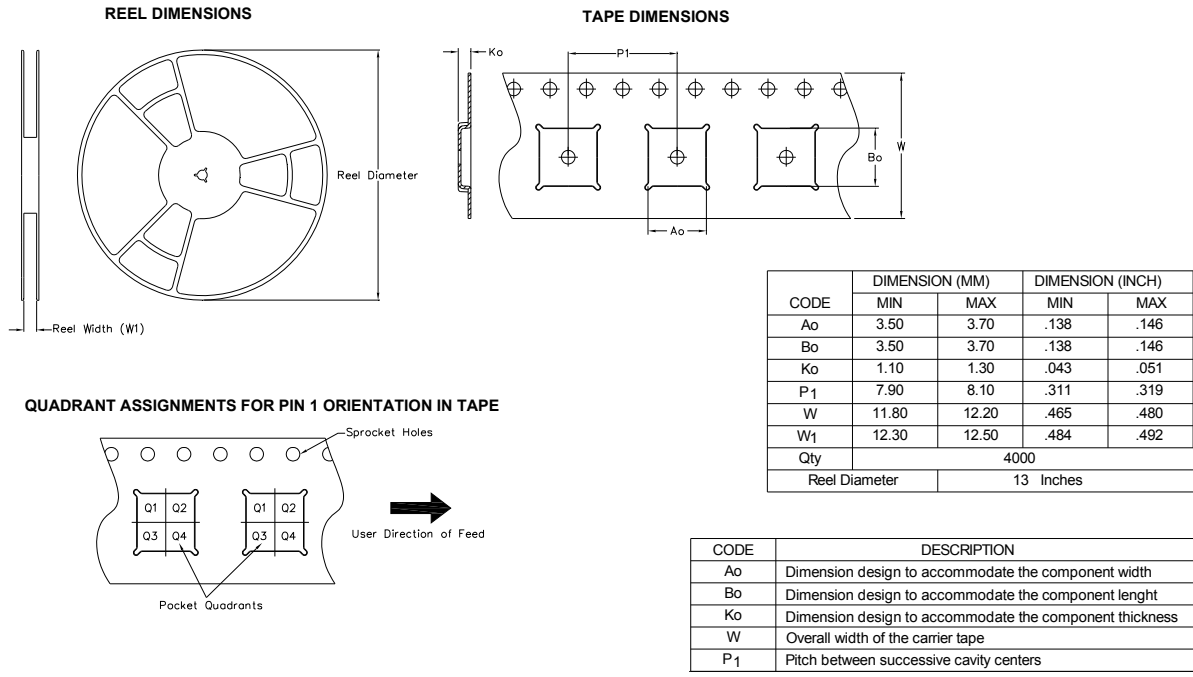 REEL DIMENSIONS
TAPE DIMENSIONS
Ko
P1
W
Bo
Ao
Reel Diameter
Reel Width (W1)
DIMENSION (MM) DIMENSION (INCH)
CODE MIN MAX MIN MAX
Ao 3.50 3.70 .138 .146
Bo 3.50 3.70 .138 .146
Ko 1.10 1.30 .043 .051
P1 7.90 8.10 .311 .319
W 11.80 12.20 .465 .480
W1 12.30 12.50 .484 .492
Qty 4000
Reel Diameter 13 Inches
QUADRANT ASSIGNMENTS FOR PIN 1 ORIENTATION IN TAPE
Sprocket Holes
Q1 Q2 Q1 Q2
Q3 Q4 Q3 Q4
User Direction of Feed
Pocket Quadrants
CODE DESCRIPTION
Ao Dimension design to accommodate the component width
Bo Dimension design to accommodate the component lenght
Ko Dimension design to accommodate the component thickness
W Overall width of the carrier tape
P1 Pitch between successive cavity centers